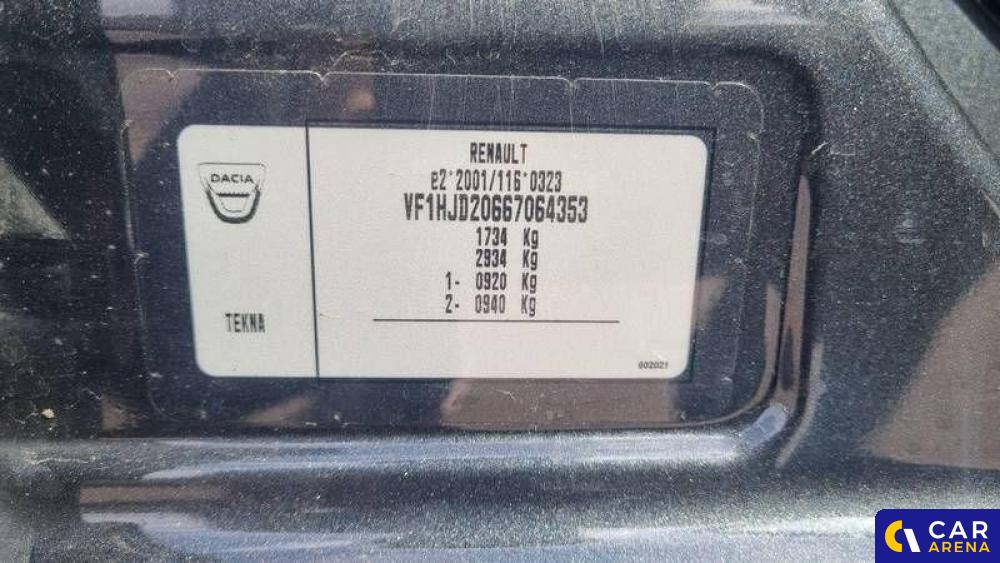 RENAULT
e2*2001/116*0323
DACIA
VF1HJD20667064353
1734 Kg
2934 Kg
1- 0920 Kg
2- 0940 Kg
TEKNA
002021
CAR
ARENA